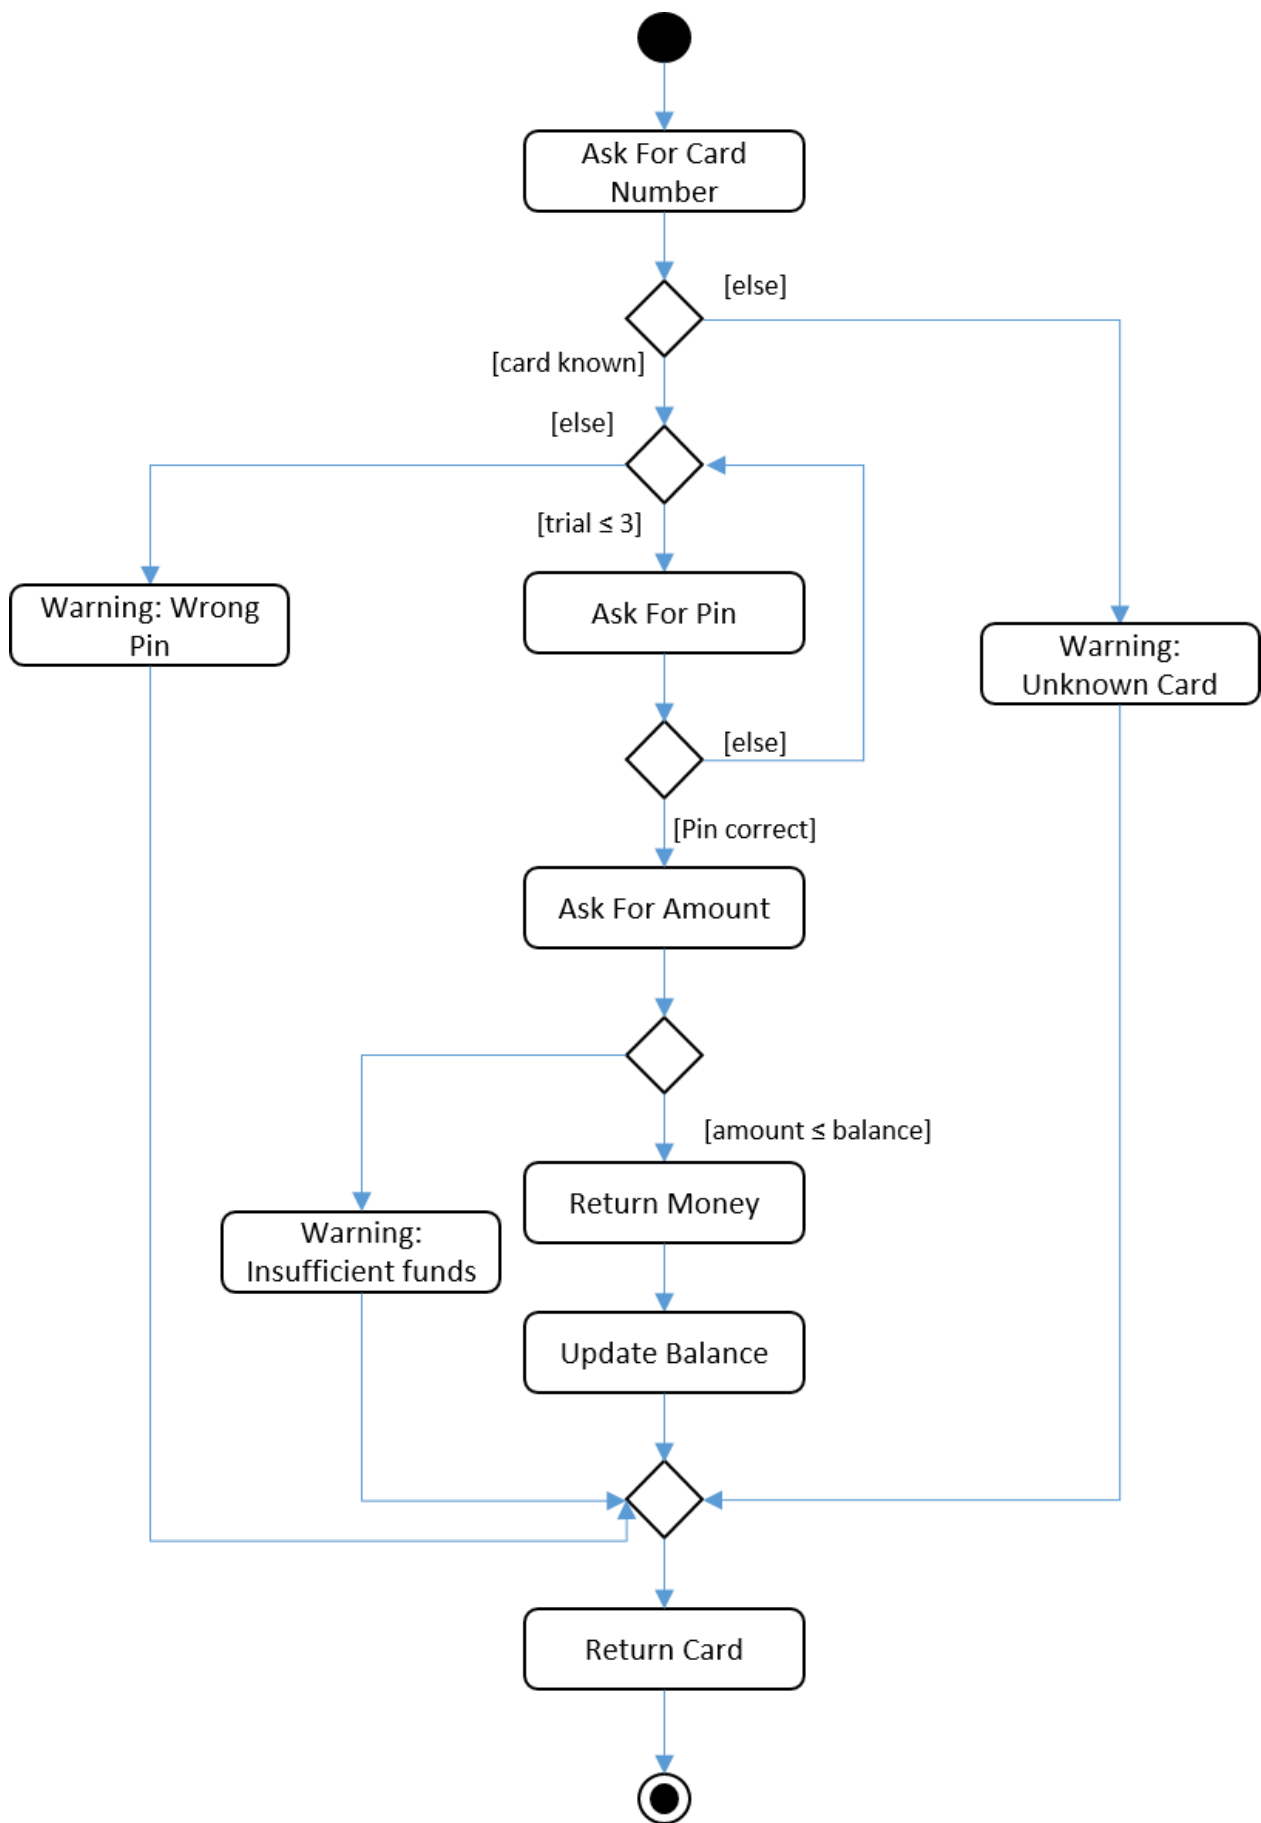 Ask For Card
Number
[else]
[card known]
[else]
[trial ≤ 3]
Warning: Wrong
Pin
Ask For Pin
Warning:
Unknown Card
[else]
[Pin correct]
Ask For Amount
[amount ≤ balance]
Return Money
Warning:
Insufficient funds
Update Balance
Return Card